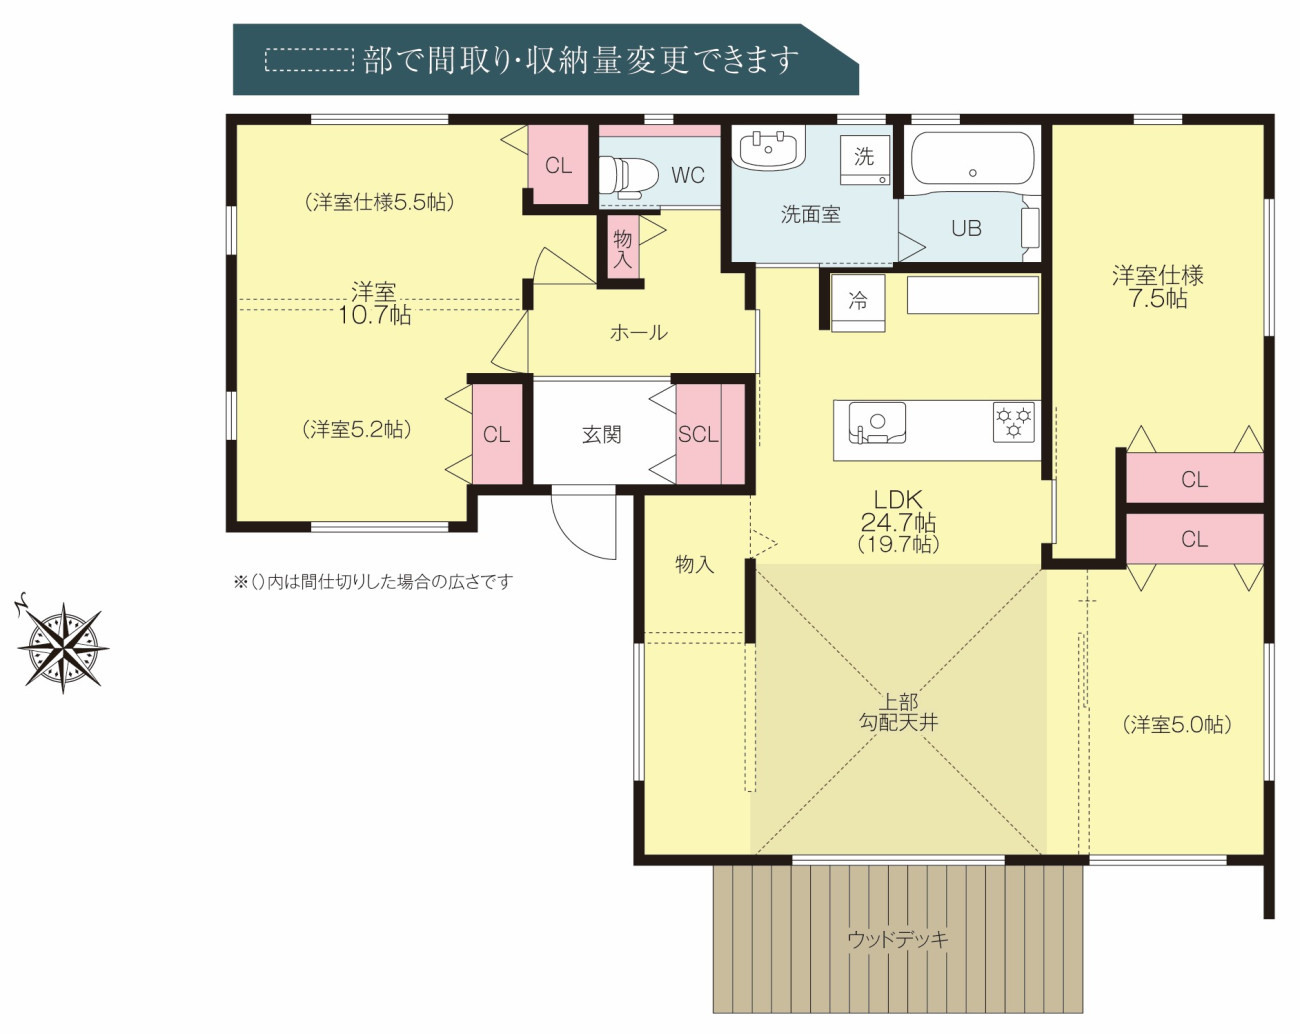 部で間取り・収納量変更できます
CL
WC
洗
(洋室仕様5.5帖)
洗面室
UB
物入
洋室
10.7帖
冷
洋室仕様
7.5帖
ホール
(洋室5.2帖)
CL
玄関
SCL
CL
LDK
24.7帖
(19.7帖)
CL
物入
※()内は間仕切りした場合の広さです
N
上部
勾配天井
(洋室5.0帖)
ウッドデッキ